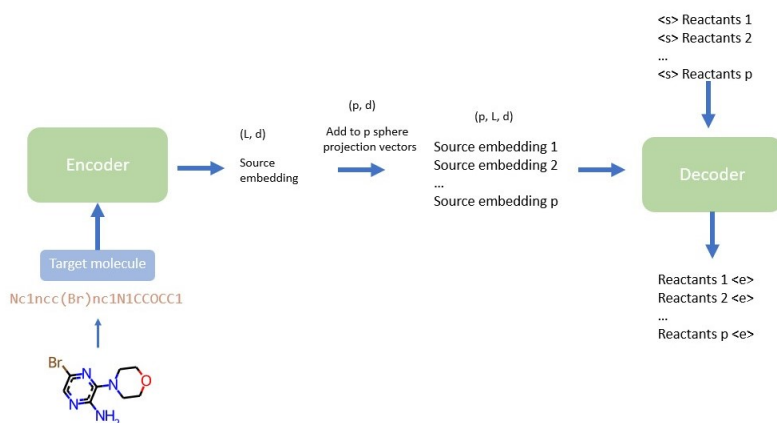 <s> Reactants 1
<s> Reactants 2
...
<s> Reactants p
(p, d)
(L, d)
(p, L, d)
Add to p sphere
projection vectors
Encoder
Source
embedding
Source embedding 1
Source embedding 2
...
Source embedding p
Decoder
Target molecule
Nc1ncc(Br)nc1N1CCOCC1
Reactants 1 <e>
Reactants 2 <e>
...
Reactants p <e>
Br
N
N
N
O
NH2